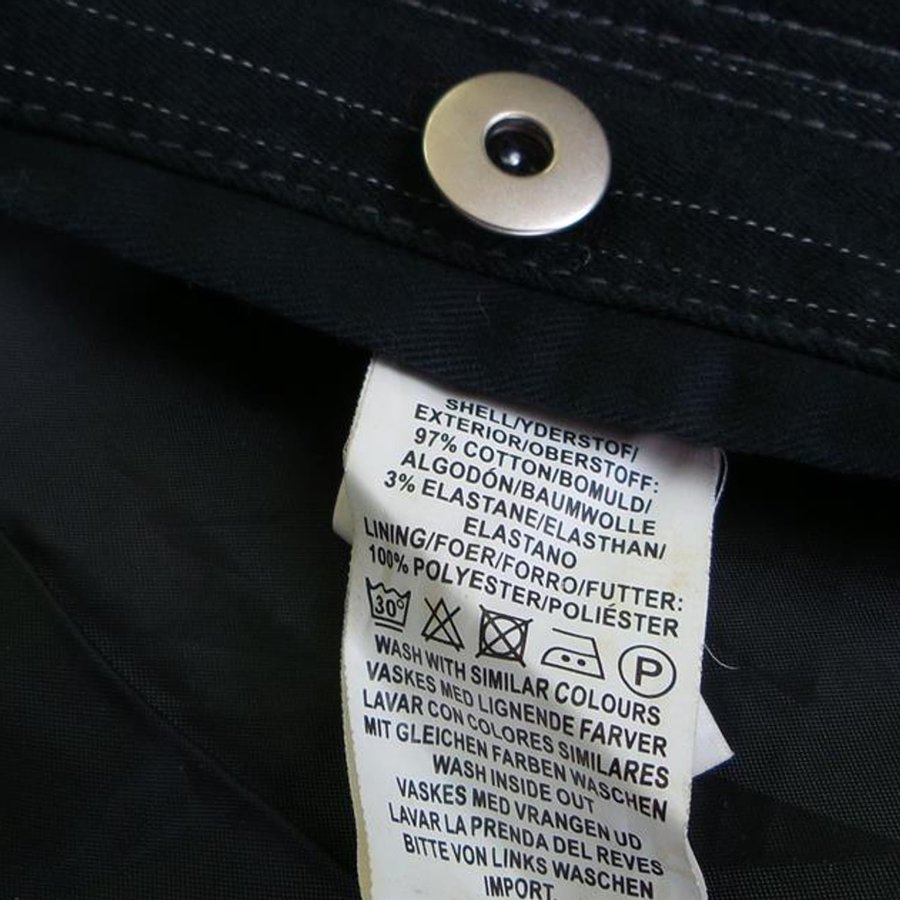 SHELL/YDERSTOF/
EXTERIOR/OBERSTOFF:
97% COTTON/BOMULD/
ALGODÓN/BAUMWOLLE
3% ELASTANE/ELASTHAN/
ELASTANO
LINING/FOER/FORRO/FUTTER:
100% POLYESTER/POLIÉSTER
30° P
WASH WITH SIMILAR COLOURS
VASKES MED LIGNENDE FARVER
LAVAR CON COLORES SIMILARES
MIT GLEICHEN FARBEN WASCHEN
WASH INSIDE OUT
VASKES MED VRANGEN UD
LAVAR LA PRENDA DEL REVES
BITTE VON LINKS WASCHEN
IMPORT.